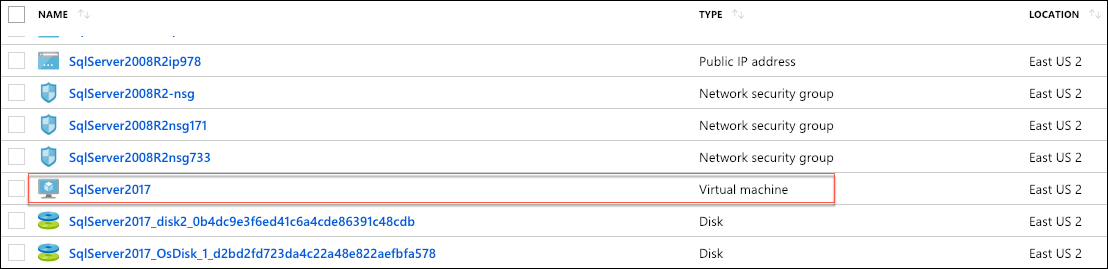 NAME TYPE LOCATION
SqlServer2008R2ip978 Public IP address East US 2
SqlServer2008R2-nsg Network security group East US 2
SqlServer2008R2nsg171 Network security group East US 2
SqlServer2008R2nsg733 Network security group East US 2
SqlServer2017 Virtual machine East US 2
SqlServer2017_disk2_0b4dc9e3f6ed41c6a4cde86391c48cdb Disk East US 2
SqlServer2017_OsDisk_1_d2bd2fd723da4c22a48e822aefbfa578 Disk East US 2